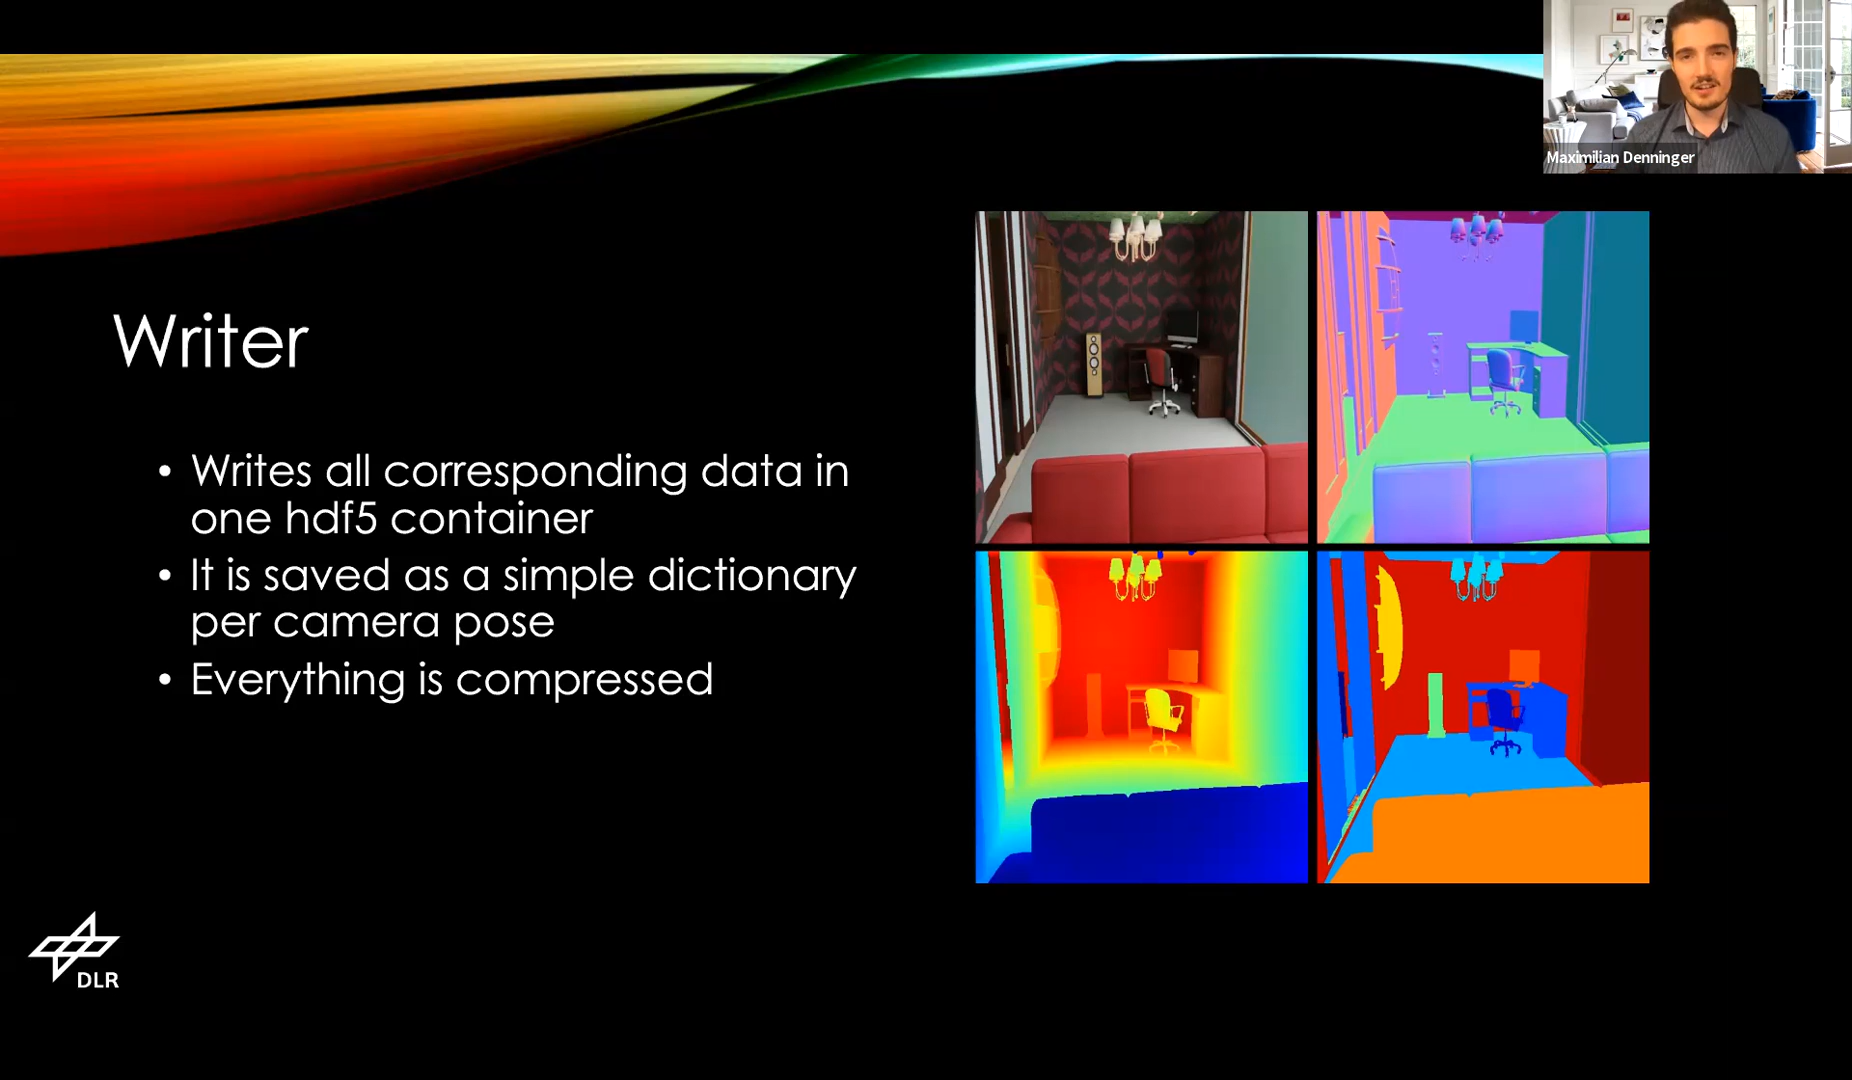 Maximilian Denninger
Writer
• Writes all corresponding data in
one hdf5 container
• It is saved as a simple dictionary
per camera pose
• Everything is compressed
DLR